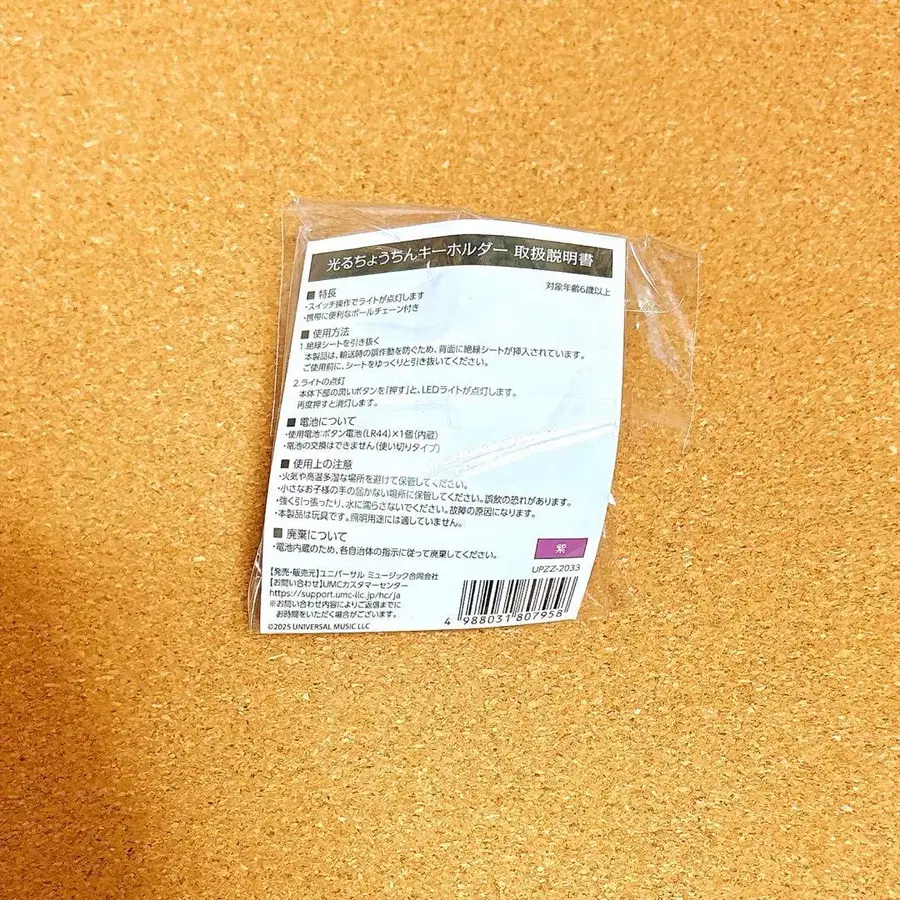 光るちょうちんキーホルダー 取扱説明書
対象年齢6歳以上
■ 特長
・スイッチ操作でライトが点灯します
・携帯に便利なボールチェーン付き
■ 使用方法
1.絶縁シートを引き抜く
本製品は、輸送時の誤作動を防ぐため、背面に絶縁シートが挿入されています。
ご使用前に、シートをゆっくりと引き抜いてください。
2.ライトの点灯
本体下部の黒いボタンを「押す」と、LEDライトが点灯します。
再度押すと消灯します。
■ 電池について
・使用電池:ボタン電池(LR44)×1個(内蔵)
・電池の交換はできません(使い切りタイプ)
■ 使用上の注意
・火気や高温多湿な場所を避けて保管してください。
・小さなお子様の手の届かない場所に保管してください。誤飲の恐れがあります。
・強く引っ張ったり、水に濡らさないでください。故障の原因になります。
・本製品は玩具です。照明用途には適していません。
■ 廃棄について
・電池内蔵のため、各自治体の指示に従って廃棄してください。
紫
UPZZ-2033
【発売・販売元】ユニバーサル ミュージック合同会社
【お問い合わせ】UMCカスタマーセンター
https://support.umc-llc.jp/hc/ja
※お問い合わせ内容によりご返信までに
お時間をいただく場合がございます。
©2025 UNIVERSAL MUSIC LLC
4 988031 807958